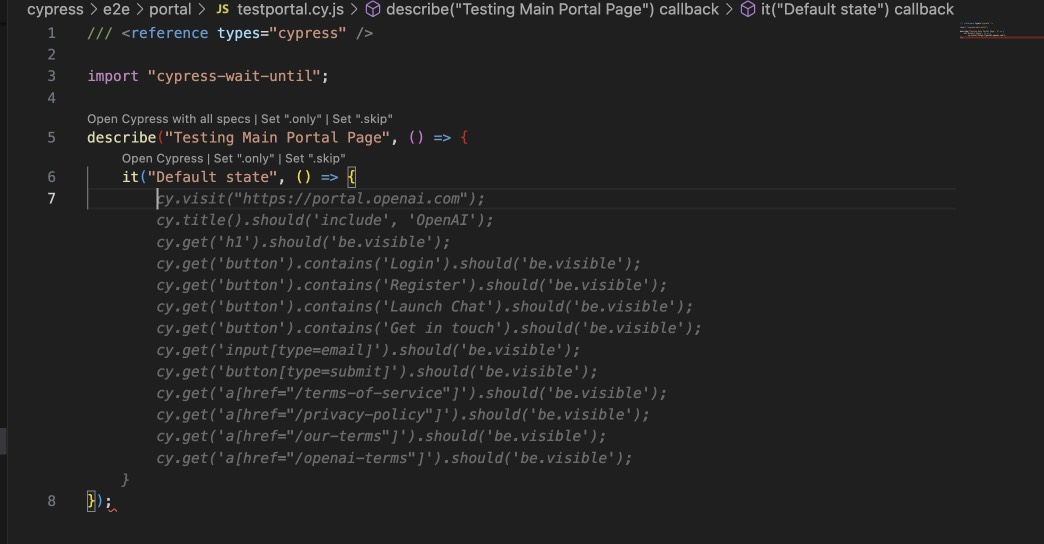 cypress > e2e > portal > JS testportal.cy.js > describe("Testing Main Portal Page") callback > it("Default state") callback
1 /// <reference types="cypress" />
2
3 import "cypress-wait-until";
4
Open Cypress with all specs | Set ".only" | Set ".skip"
5 describe("Testing Main Portal Page", () => {
Open Cypress | Set ".only" | Set ".skip"
6 it("Default state", () => {
7 cy.visit("https://portal.openai.com");
cy.title().should('include', 'OpenAI');
cy.get('h1').should('be.visible');
cy.get('button').contains('Login').should('be.visible');
cy.get('button').contains('Register').should('be.visible');
cy.get('button').contains('Launch Chat').should('be.visible');
cy.get('button').contains('Get in touch').should('be.visible');
cy.get('input[type=email]').should('be.visible');
cy.get('button[type=submit]').should('be.visible');
cy.get('a[href="/terms-of-service"]').should('be.visible');
cy.get('a[href="/privacy-policy"]').should('be.visible');
cy.get('a[href="/our-terms"]').should('be.visible');
cy.get('a[href="/openai-terms"]').should('be.visible');
}
8 });